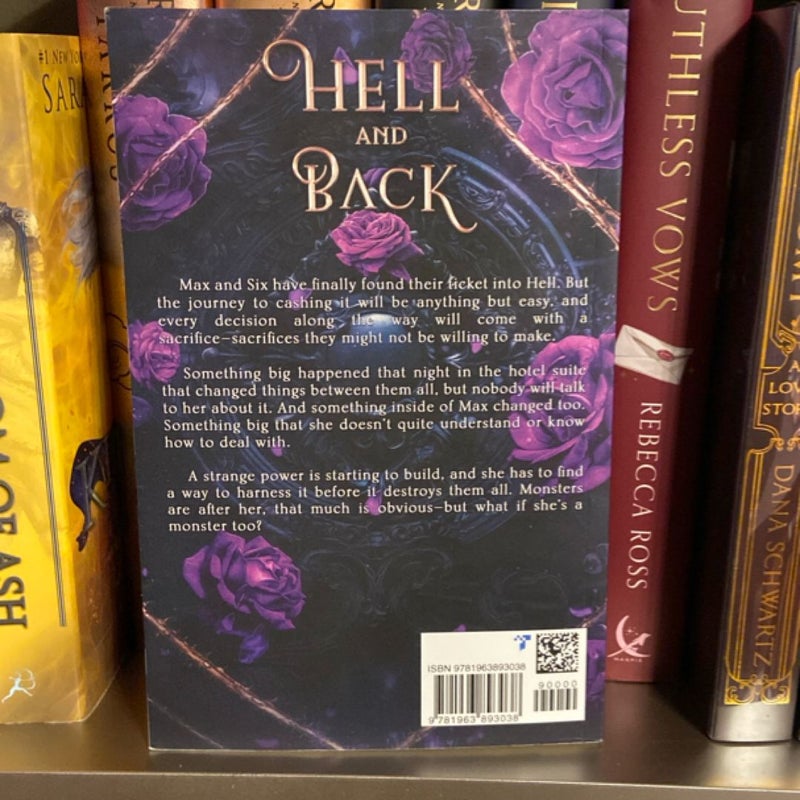 HELL
AND
BACK
Max and Six have finally found their ticket into Hell. But
the journey to cashing it will be anything but easy, and
every decision along the way will come with a
sacrifice—sacrifices they might not be willing to make.
Something big happened that night in the hotel suite
that changed things between them all, but nobody will talk
to her about it. And something inside of Max changed too.
Something big that she doesn't quite understand or know
how to deal with.
A strange power is starting to build, and she has to find
a way to harness it before it destroys them all. Monsters
are after her, that much is obvious—but what if she's a
monster too?
ISBN 9781963893038
90000
9 781963 893038
#1 NEW
SARA
OF ASH
VOWS
REBECCA ROSS
A
LOV
STOR
DANA SCHWARTZ